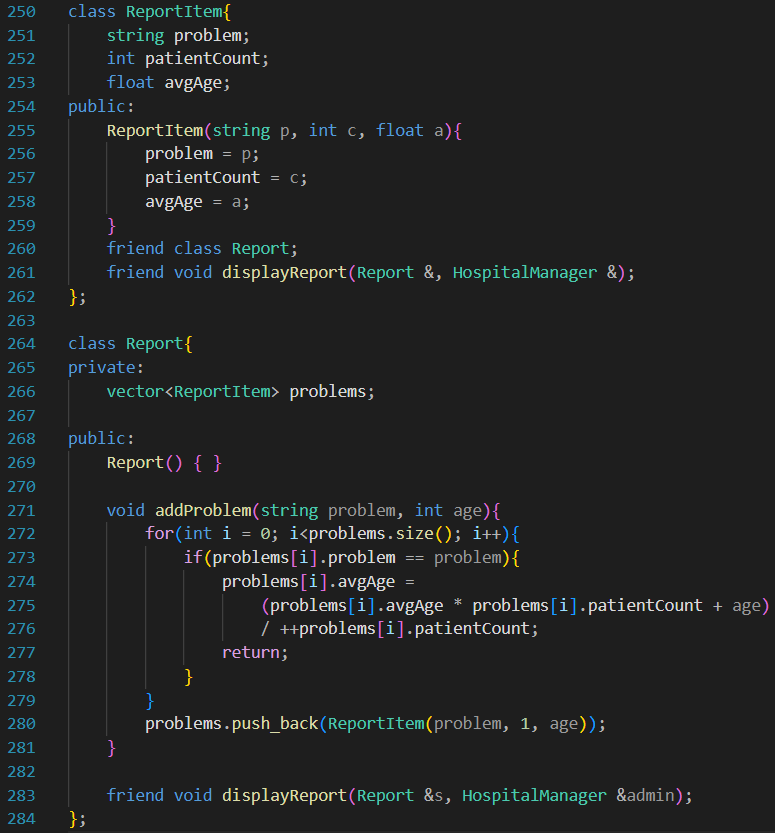 250 class ReportItem{
251     string problem;
252     int patientCount;
253     float avgAge;
254 public:
255     ReportItem(string p, int c, float a){
256         problem = p;
257         patientCount = c;
258         avgAge = a;
259     }
260     friend class Report;
261     friend void displayReport(Report &, HospitalManager &);
262 };
263
264 class Report{
265 private:
266     vector<ReportItem> problems;
267
268 public:
269     Report() { }
270
271     void addProblem(string problem, int age){
272         for(int i = 0; i<problems.size(); i++){
273             if(problems[i].problem == problem){
274                 problems[i].avgAge =
275                     (problems[i].avgAge * problems[i].patientCount + age)
276                     / ++problems[i].patientCount;
277                 return;
278             }
279         }
280         problems.push_back(ReportItem(problem, 1, age));
281     }
282
283     friend void displayReport(Report &s, HospitalManager &admin);
284 };